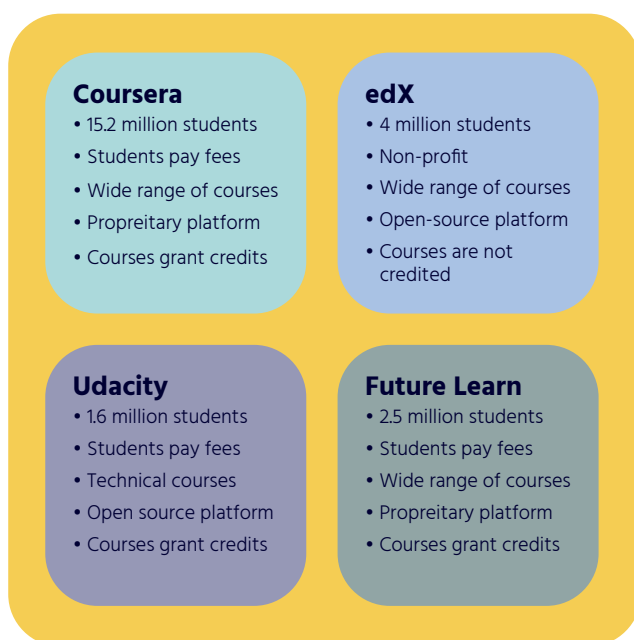 Coursera
• 15.2 million students
• Students pay fees
• Wide range of courses
• Propreitary platform
• Courses grant credits
edX
• 4 million students
• Non-profit
• Wide range of courses
• Open-source platform
• Courses are not
credited
Udacity
• 1.6 million students
• Students pay fees
• Technical courses
• Open source platform
• Courses grant credits
Future Learn
• 2.5 million students
• Students pay fees
• Wide range of courses
• Propreitary platform
• Courses grant credits